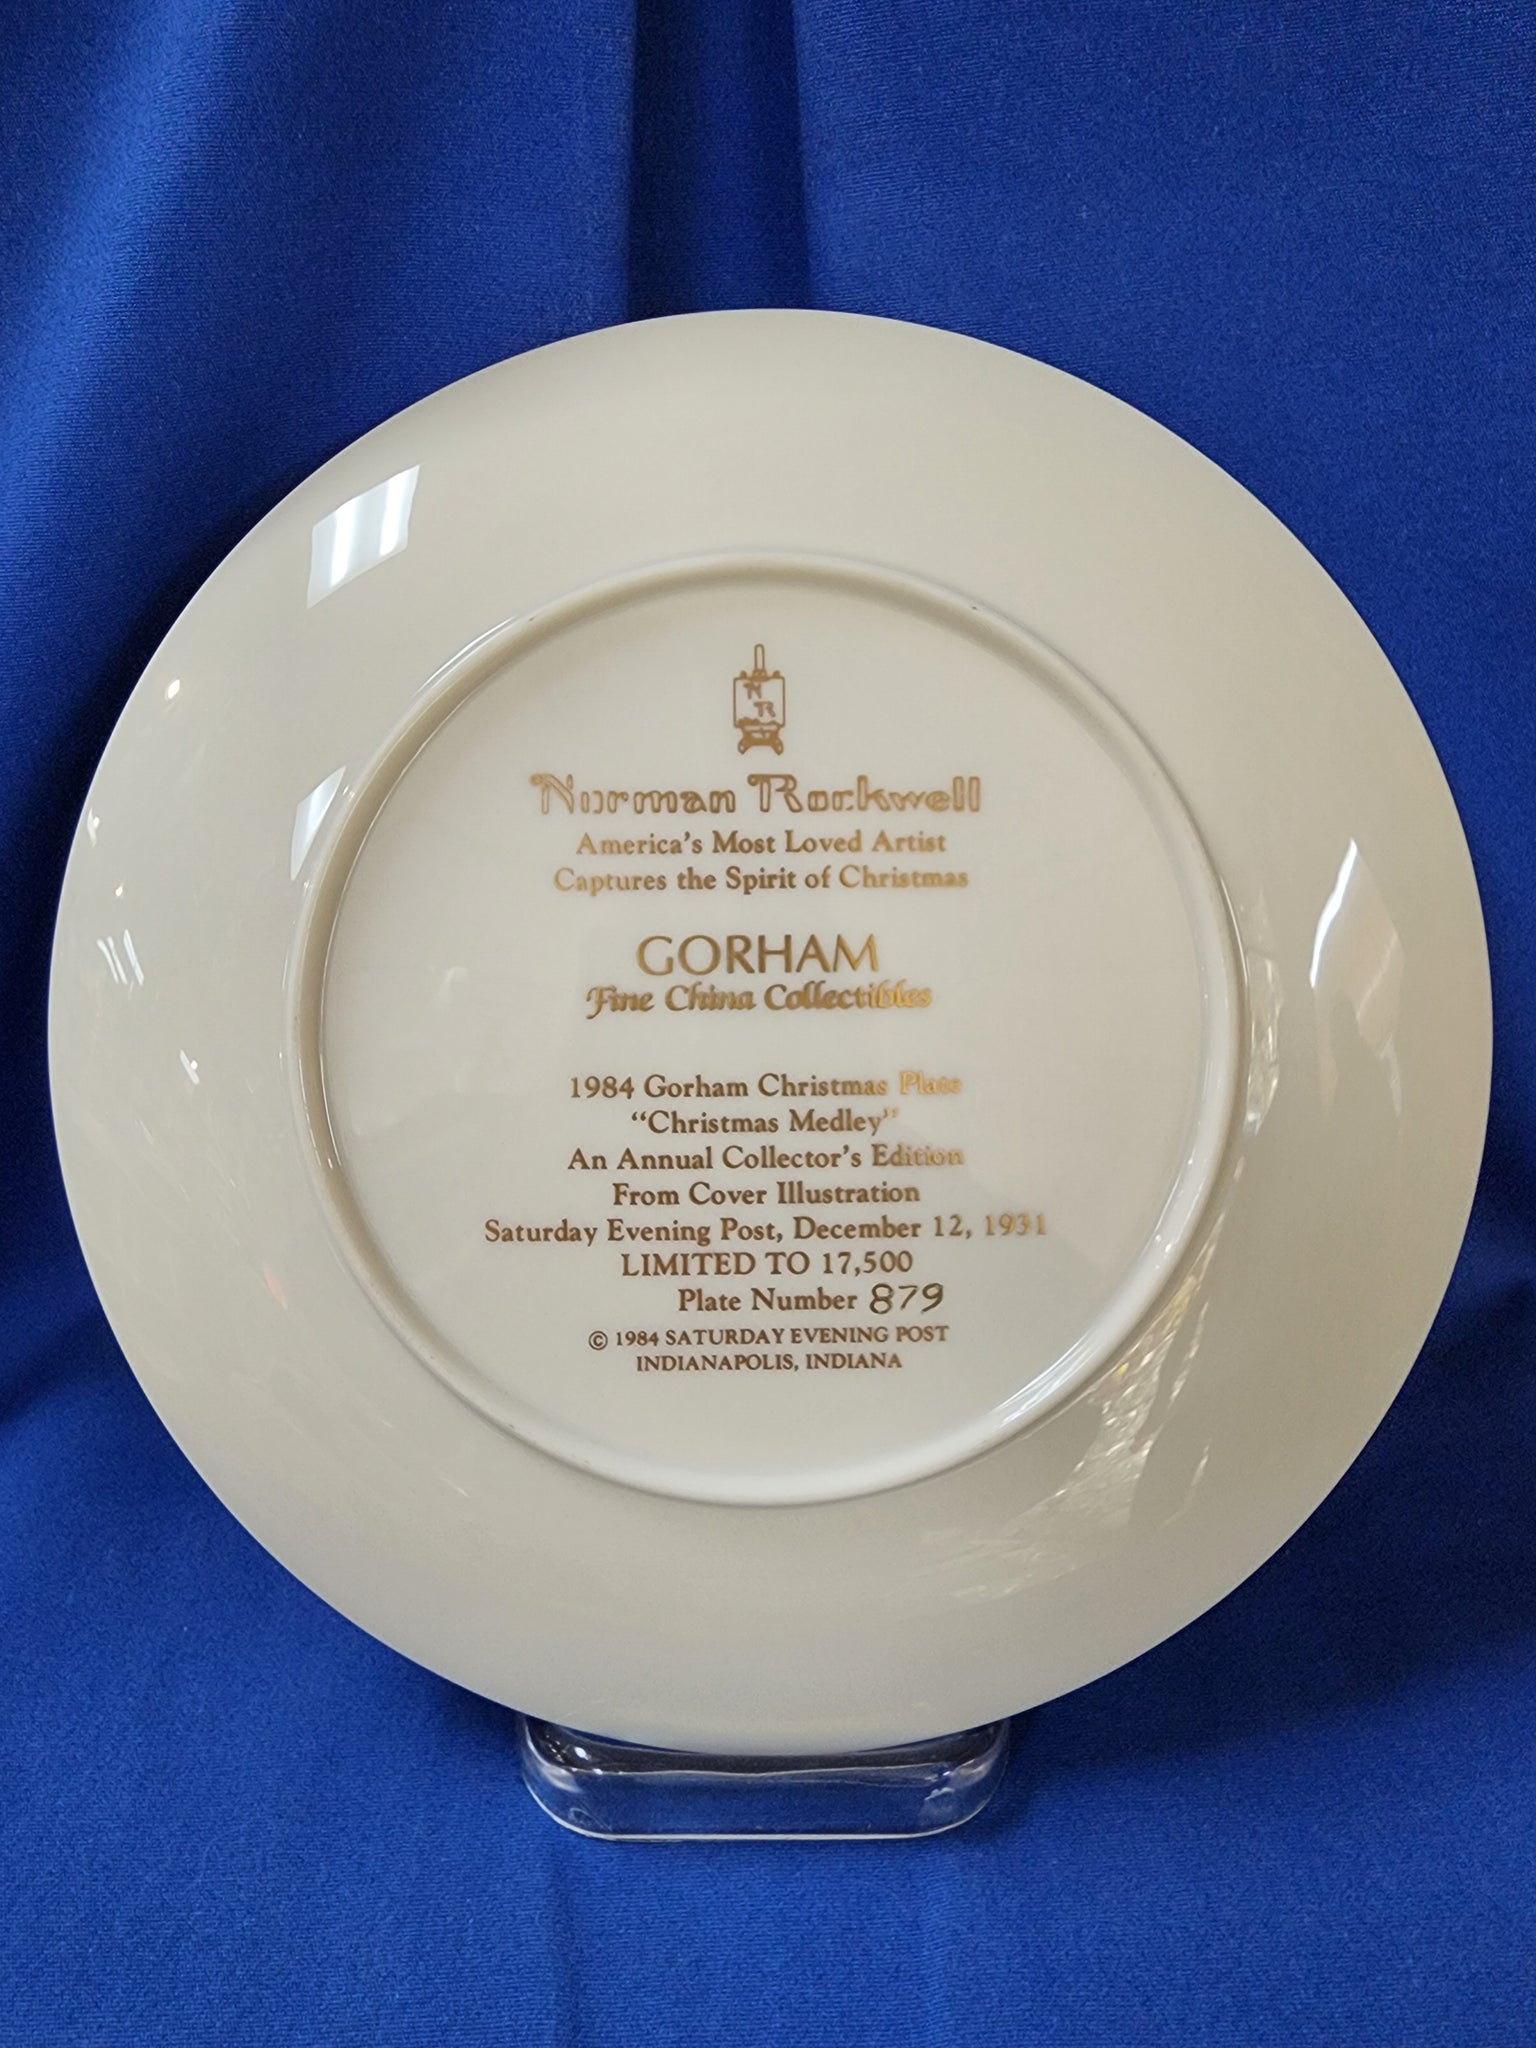 N
R
Norman Rockwell
America's Most Loved Artist
Captures the Spirit of Christmas
GORHAM
Fine China Collectibles
1984 Gorham Christmas Plate
“Christmas Medley”
An Annual Collector's Edition
From Cover Illustration
Saturday Evening Post, December 12, 1931
LIMITED TO 17,500
Plate Number 879
© 1984 SATURDAY EVENING POST
INDIANAPOLIS, INDIANA